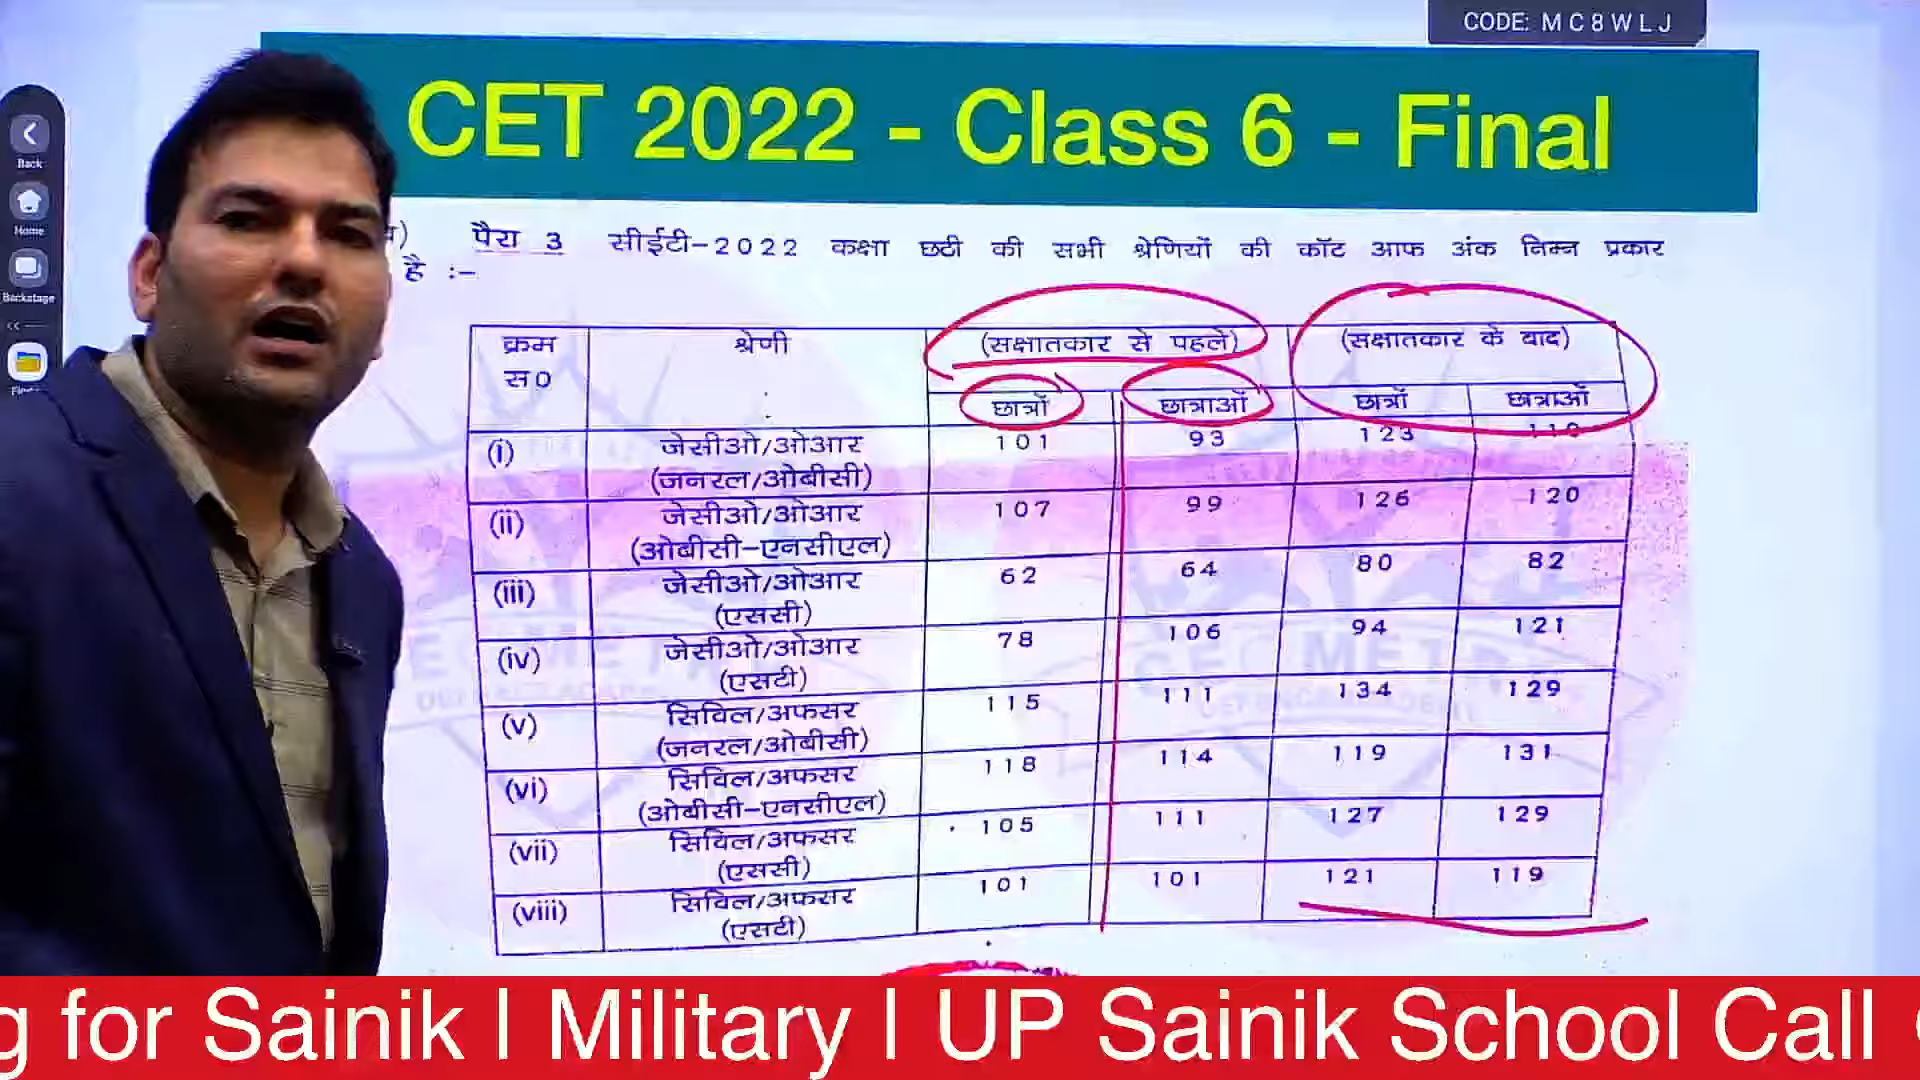 CODE: MC8WLJ
CET 2022 - Class 6 - Final
Back
Home
Backstage
पैरा 3 सीईटी-2022 कक्षा छटी की सभी श्रेणियों की कॉट आफ अंक निम्न प्रकार
है :-
क्रम स0 श्रेणी (सक्षातकार से पहले) (सक्षातकार के बाद)
छात्रों छात्राओं छात्रों छात्राओं
(i) जेसीओ/ओआर (जनरल/ओबीसी) 101 93 123
(ii) जेसीओ/ओआर (ओबीसी-एनसीएल) 107 99 126 120
(iii) जेसीओ/ओआर (एससी) 62 64 80 82
(iv) जेसीओ/ओआर (एसटी) 78 106 94 121
(v) सिविल/अफसर (जनरल/ओबीसी) 115 111 134 129
(vi) सिविल/अफसर (ओबीसी-एनसीएल) 118 114 119 131
(vii) सिविल/अफसर (एससी) 105 111 127 129
(viii) सिविल/अफसर (एसटी) 101 101 121 119
g for Sainik l Military l UP Sainik School Call